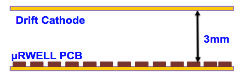 Drift Cathode
3mm
μRWELL PCB